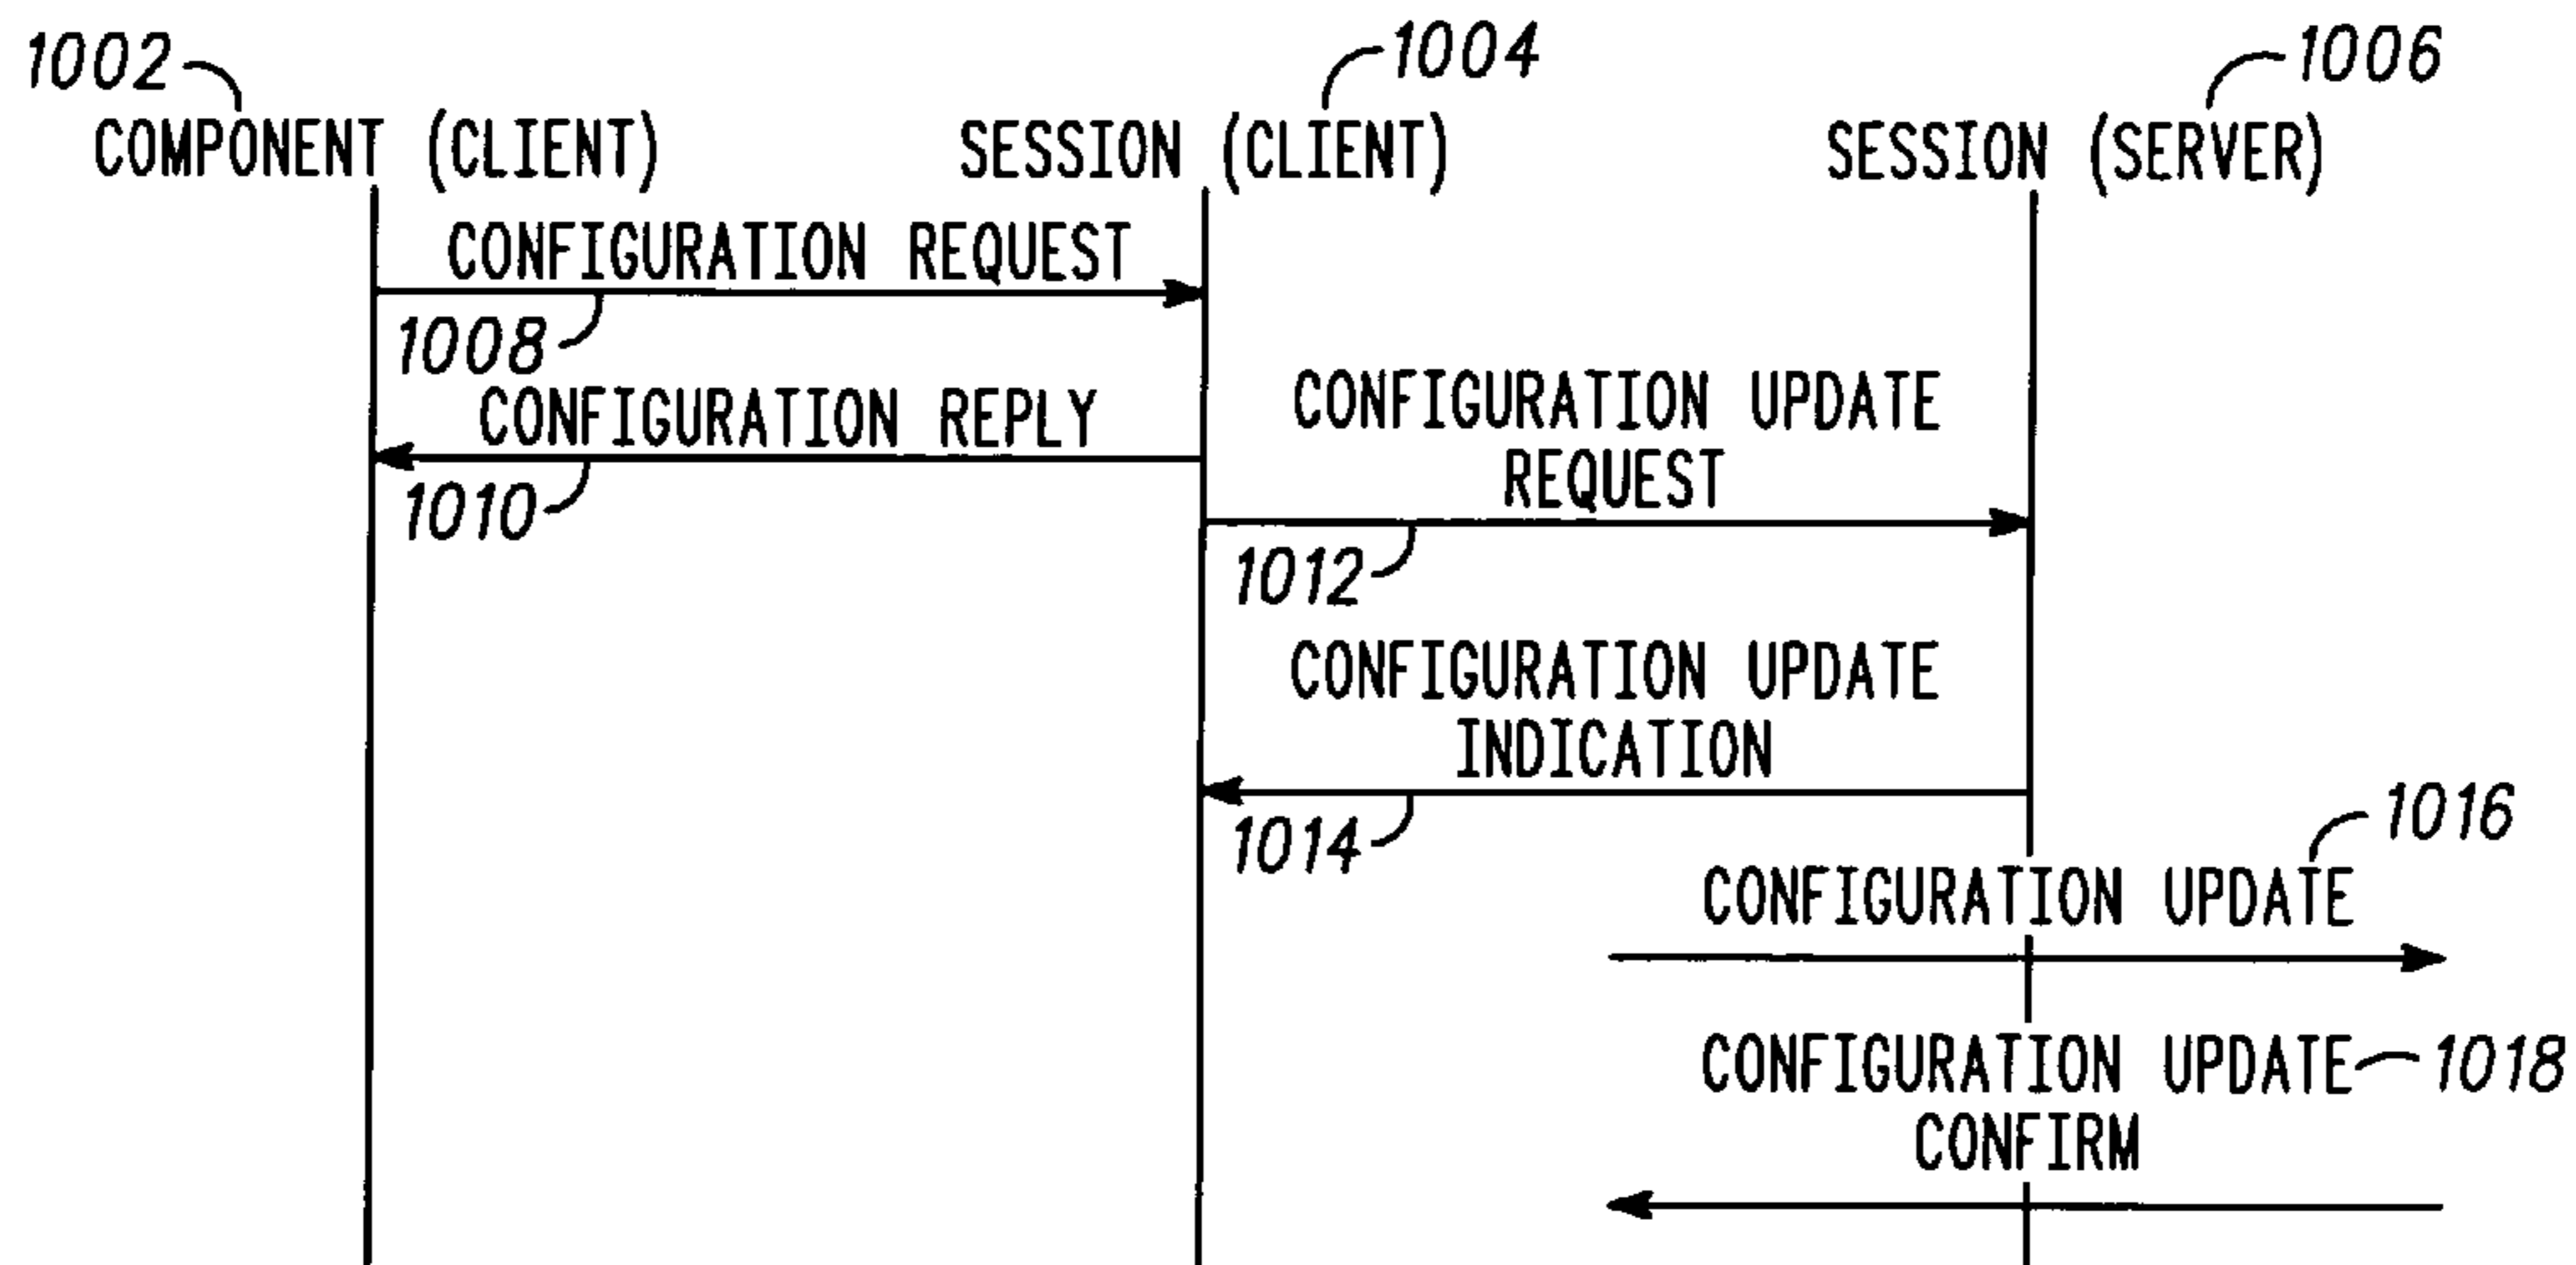 1002
1004
1006
COMPONENT (CLIENT)
SESSION (CLIENT)
SESSION (SERVER)
CONFIGURATION REQUEST
1008
CONFIGURATION REPLY
1010
CONFIGURATION UPDATE
REQUEST
1012
CONFIGURATION UPDATE
INDICATION
1014
1016
CONFIGURATION UPDATE
CONFIGURATION UPDATE 1018
CONFIRM